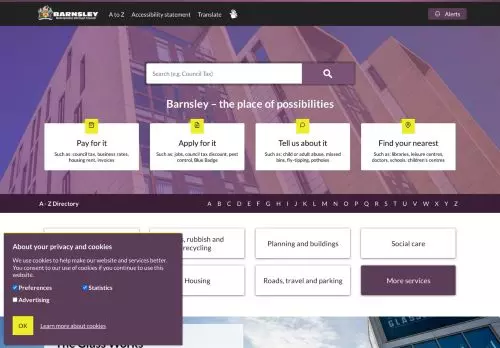 BARNSLEY
Metropolitan Borough Council
A to Z
Accessibility statement
Translate
Alerts
Search (e.g. Council Tax)
Barnsley – the place of possibilities
Pay for it
Such as: council tax, business rates,
housing rent, invoices
Apply for it
Such as: jobs, council tax discount, pest
control, Blue Badge
Tell us about it
Such as: child or adult abuse, missed
bins, fly-tipping, potholes
Find your nearest
Such as: libraries, leisure centres,
doctors, schools, children's centres
A - Z Directory
A B C D E F G H I J K L M N O P Q R S T U V W X Y Z
rubbish and
recycling
Planning and buildings
Social care
Housing
Roads, travel and parking
More services
About your privacy and cookies
We use cookies to help make our website and services better.
You consent to our use of cookies if you continue to use this
website.
Preferences
Statistics
Advertising
OK
Learn more about cookies
The Glass Works
GLASS